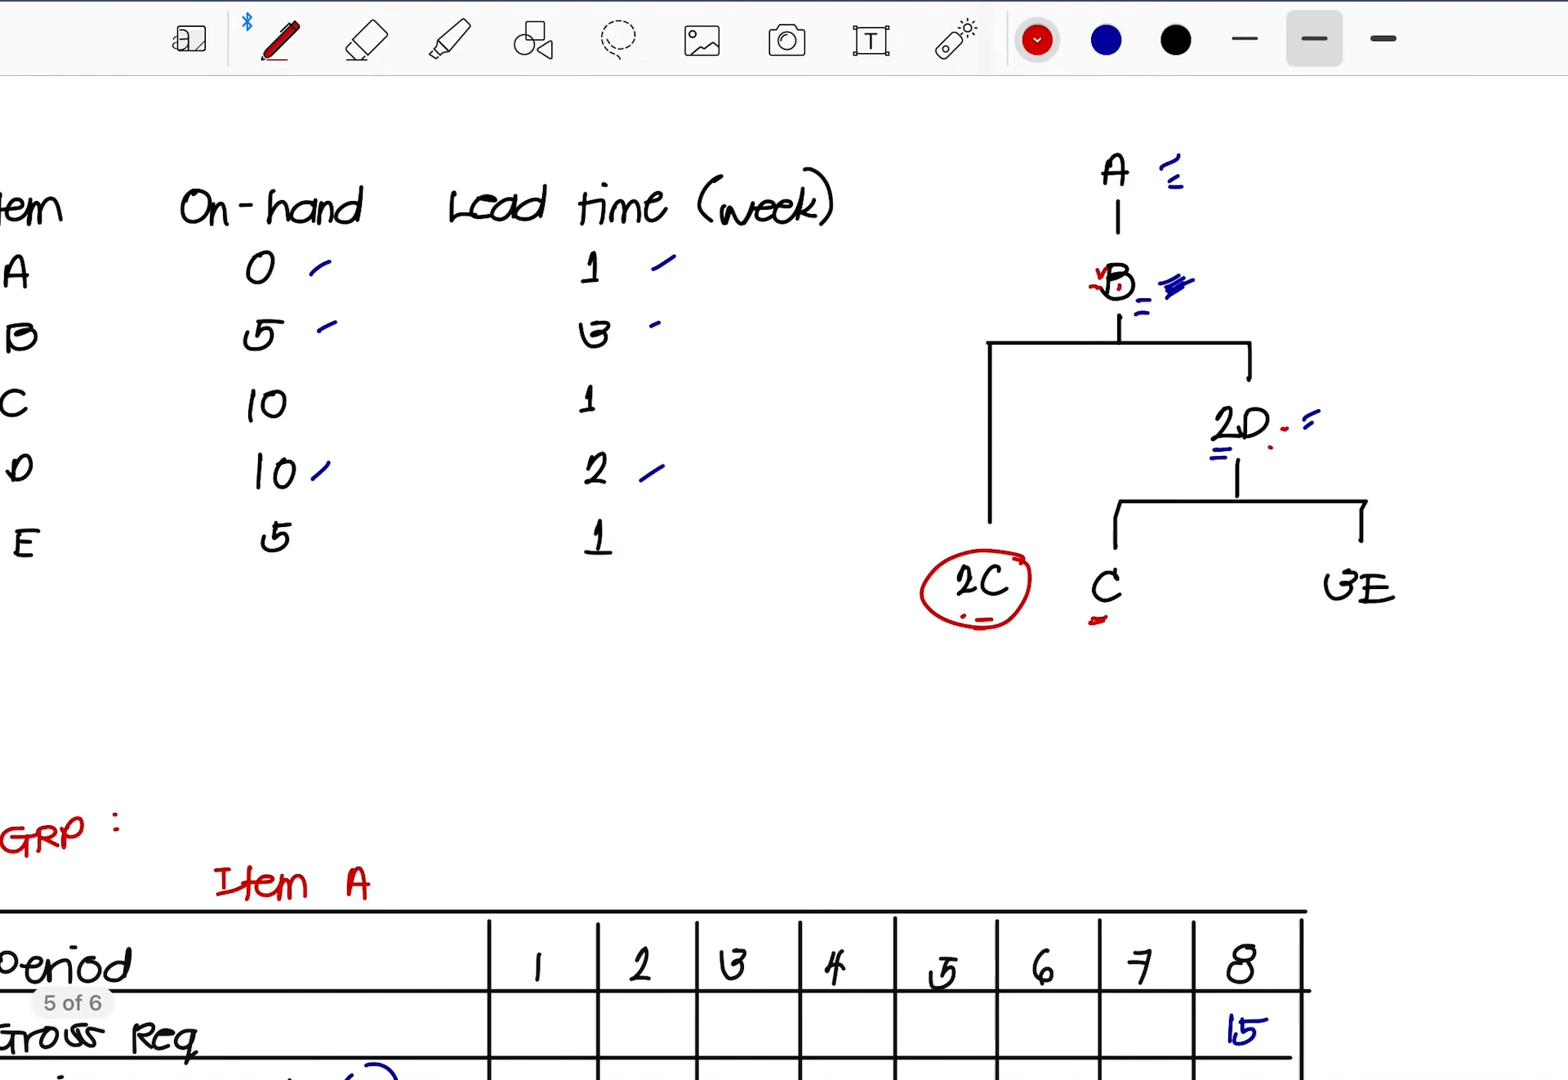 tem On-hand Lead time (week)
A 0 1
B 5 3
C 10 1
D 10 2
E 5 1
A
B
2D
2C C 3E
GRP :
Item A
Period 1 2 3 4 5 6 7 8
5 of 6
Gross Req 15